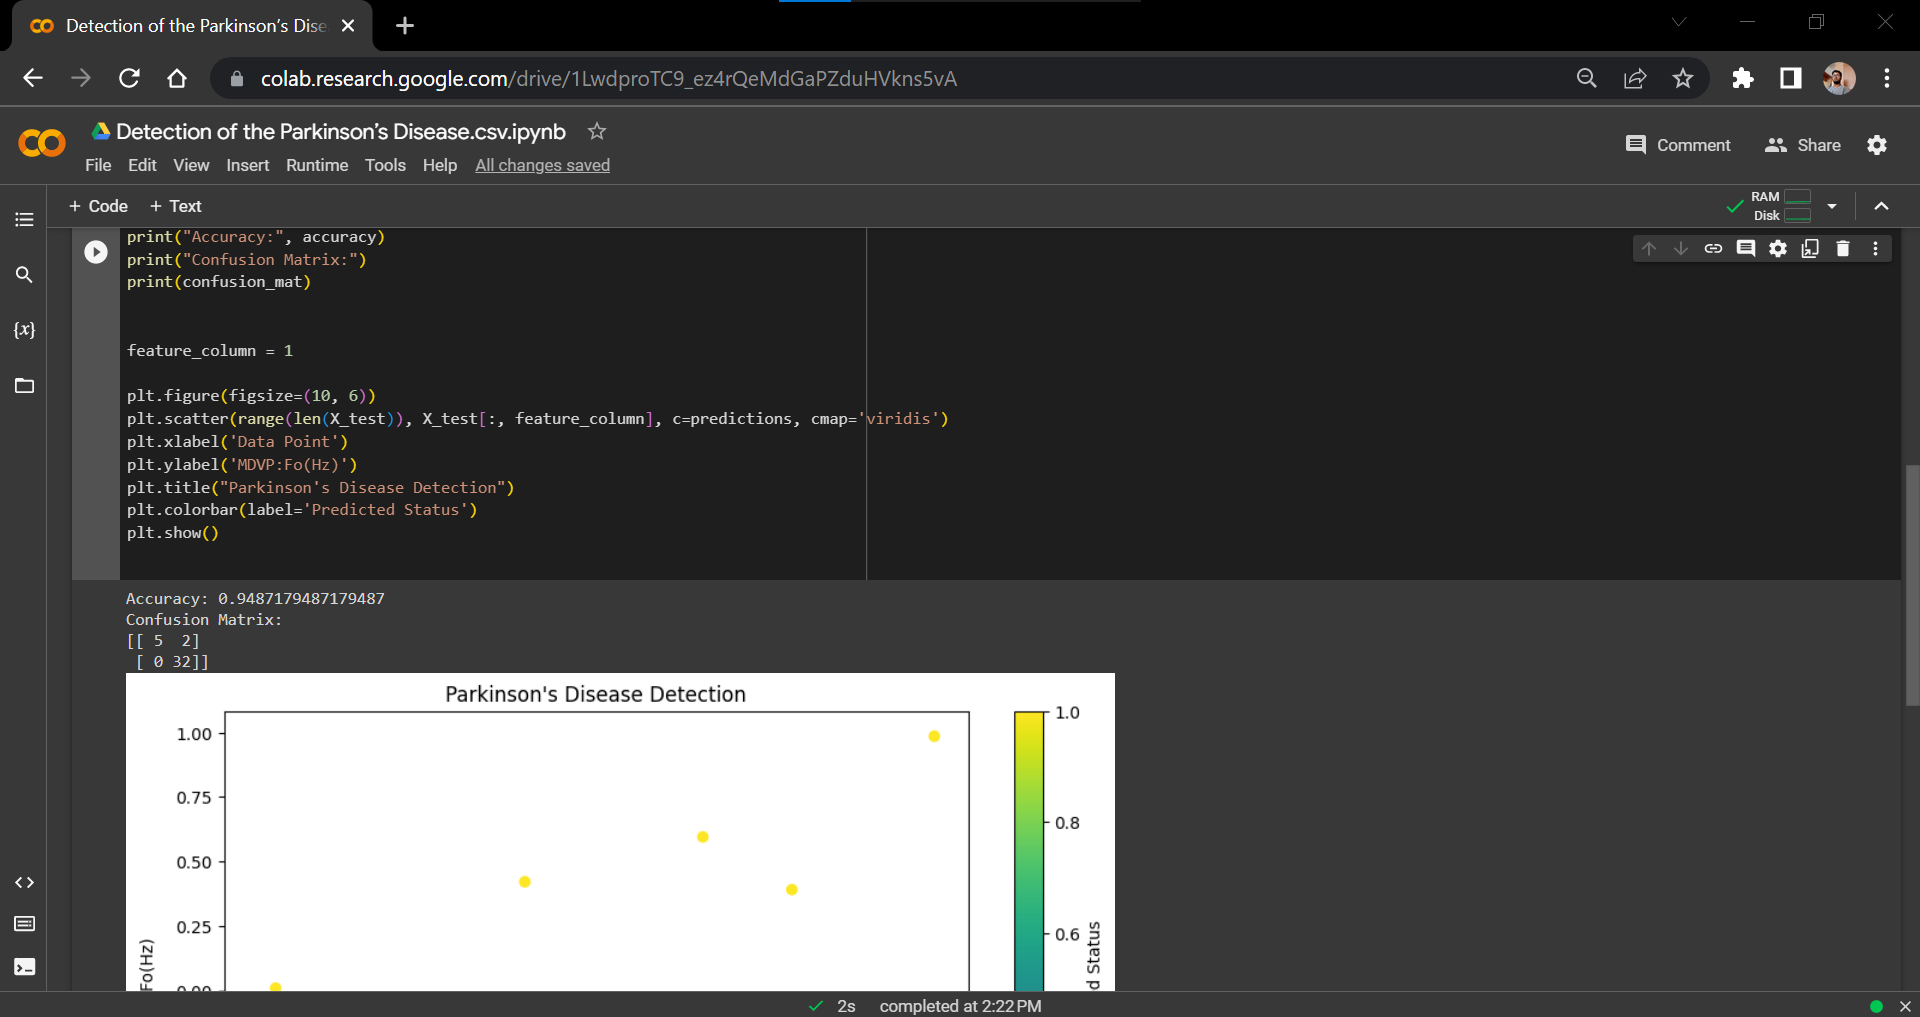 Detection of the Parkinson's Dise
colab.research.google.com/drive/1LwdproTC9_ez4rQeMdGaPZduHVkns5vA
Detection of the Parkinson's Disease.csv.ipynb
Comment Share
File Edit View Insert Runtime Tools Help All changes saved
+ Code + Text
RAM
Disk
print("Accuracy:", accuracy)
print("Confusion Matrix:")
print(confusion_mat)
feature_column = 1
plt.figure(figsize=(10, 6))
plt.scatter(range(len(X_test)), X_test[:, feature_column], c=predictions, cmap='viridis')
plt.xlabel('Data Point')
plt.ylabel('MDVP:Fo(Hz)')
plt.title("Parkinson's Disease Detection")
plt.colorbar(label='Predicted Status')
plt.show()
Accuracy: 0.9487179487179487
Confusion Matrix:
[[ 5  2]
 [ 0 32]]
Parkinson's Disease Detection
1.00
0.75
0.50
0.25
0.00
Fo(Hz)
1.0
0.8
0.6
d Status
2s completed at 2:22 PM